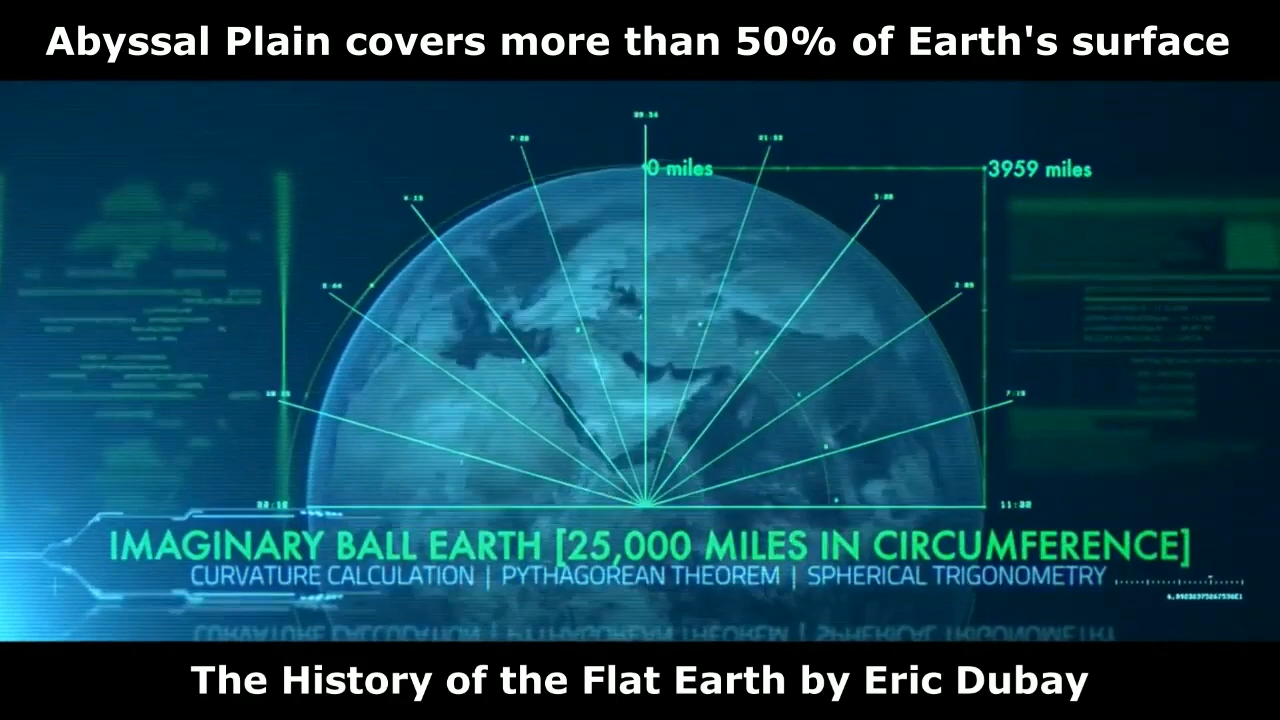 Abyssal Plain covers more than 50% of Earth's surface
0 miles
3959 miles
IMAGINARY BALL EARTH [25,000 MILES IN CIRCUMFERENCE]
CURVATURE CALCULATION | PYTHAGOREAN THEOREM | SPHERICAL TRIGONOMETRY
The History of the Flat Earth by Eric Dubay